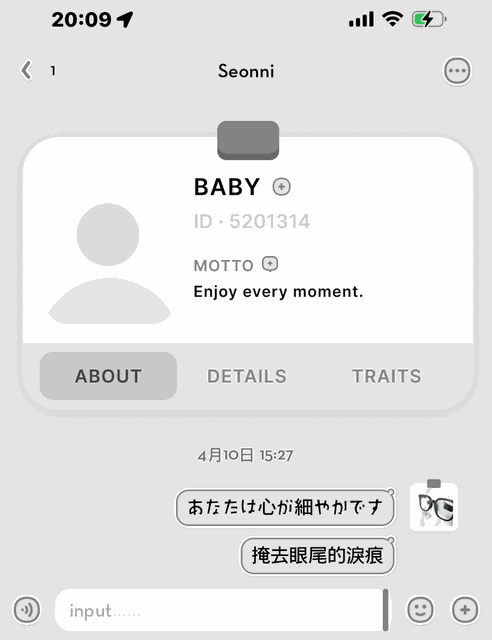 20:09
1
Seonni
BABY
ID · 5201314
MOTTO
Enjoy every moment.
ABOUT DETAILS TRAITS
4月10日 15:27
あなたは心が細やかです
掩去眼尾的淚痕
input......